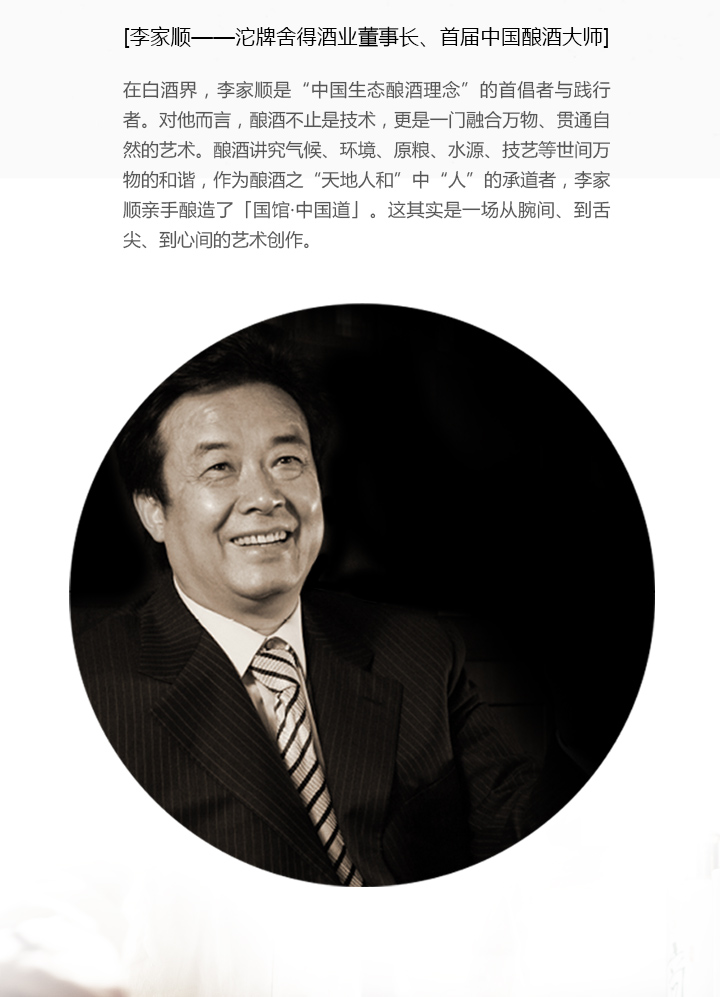 [李家顺——沱牌舍得酒业董事长、首届中国酿酒大师]
在白酒界，李家顺是“中国生态酿酒理念”的首倡者与践行
者。对他而言，酿酒不止是技术，更是一门融合万物、贯通自
然的艺术。酿酒讲究气候、环境、原粮、水源、技艺等世间万
物的和谐，作为酿酒之“天地人和”中“人”的承道者，李家
顺亲手酿造了「国馆·中国道」。这其实是一场从腕间、到舌
尖、到心间的艺术创作。